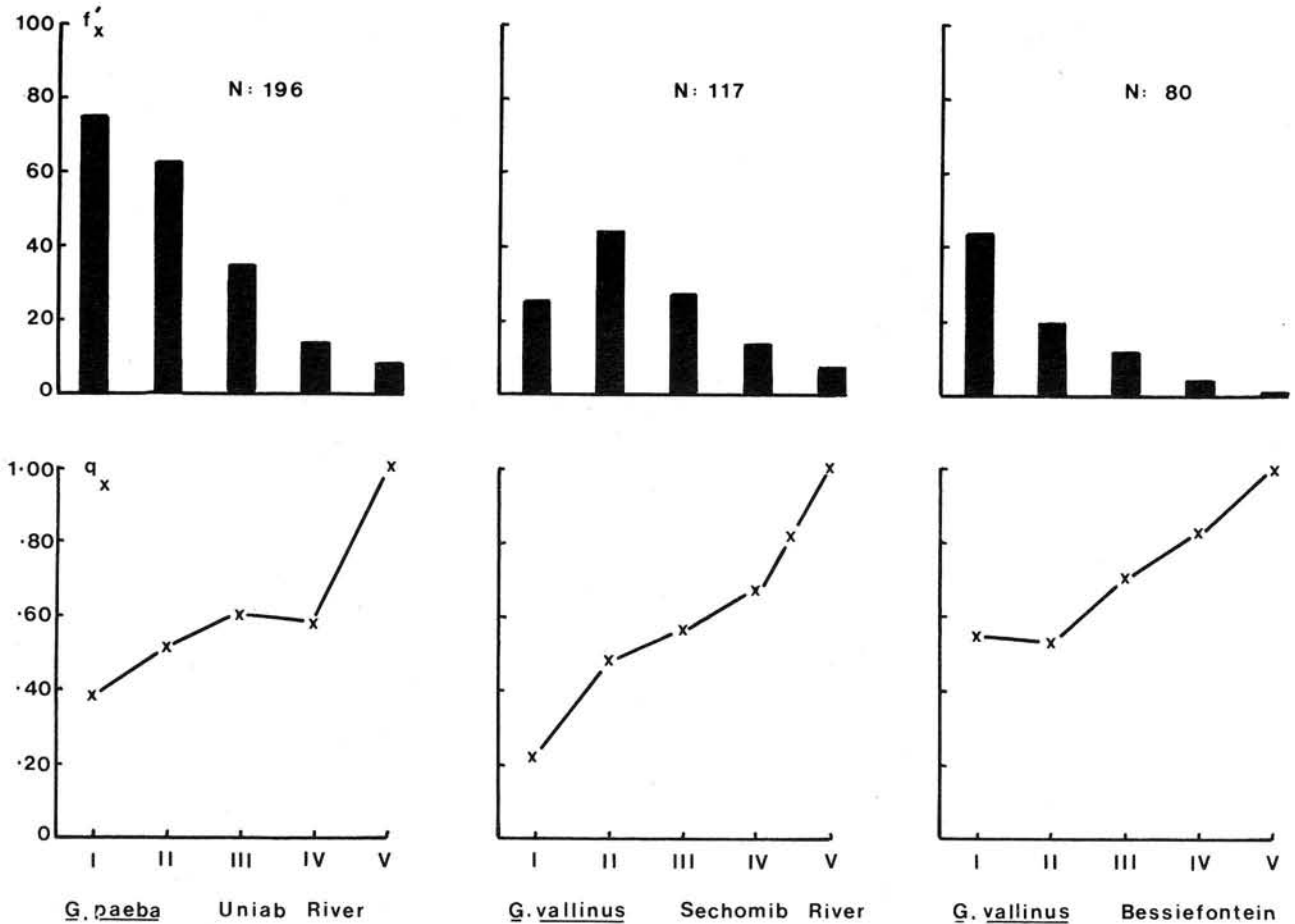 100 f′x
80
60
40
20
0
N: 196
N: 117
N: 80
1·00 qx
·80
·60
·40
·20
0
I II III IV V
I II III IV V
I II III IV V
G. paeba Uniab River
G. vallinus Sechomib River
G. vallinus Bessiefontein